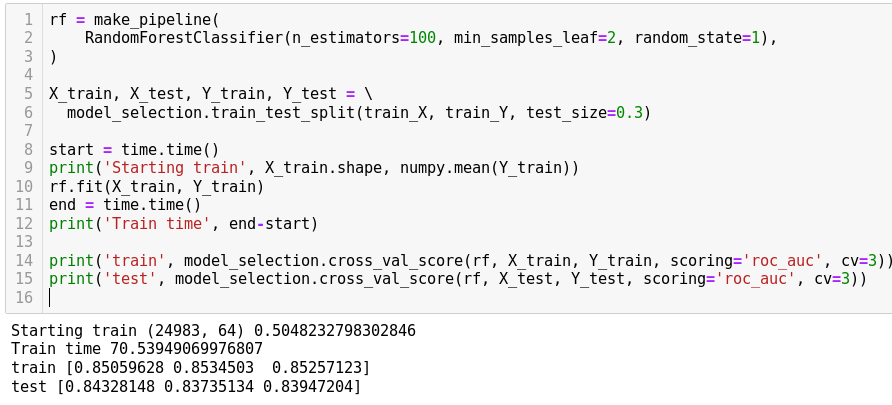 1 rf = make_pipeline(
2     RandomForestClassifier(n_estimators=100, min_samples_leaf=2, random_state=1),
3 )
4
5 X_train, X_test, Y_train, Y_test = \
6   model_selection.train_test_split(train_X, train_Y, test_size=0.3)
7
8 start = time.time()
9 print('Starting train', X_train.shape, numpy.mean(Y_train))
10 rf.fit(X_train, Y_train)
11 end = time.time()
12 print('Train time', end-start)
13
14 print('train', model_selection.cross_val_score(rf, X_train, Y_train, scoring='roc_auc', cv=3))
15 print('test', model_selection.cross_val_score(rf, X_test, Y_test, scoring='roc_auc', cv=3))
16
Starting train (24983, 64) 0.5048232798302846
Train time 70.53949069976807
train [0.85059628 0.8534503  0.85257123]
test [0.84328148 0.83735134 0.83947204]